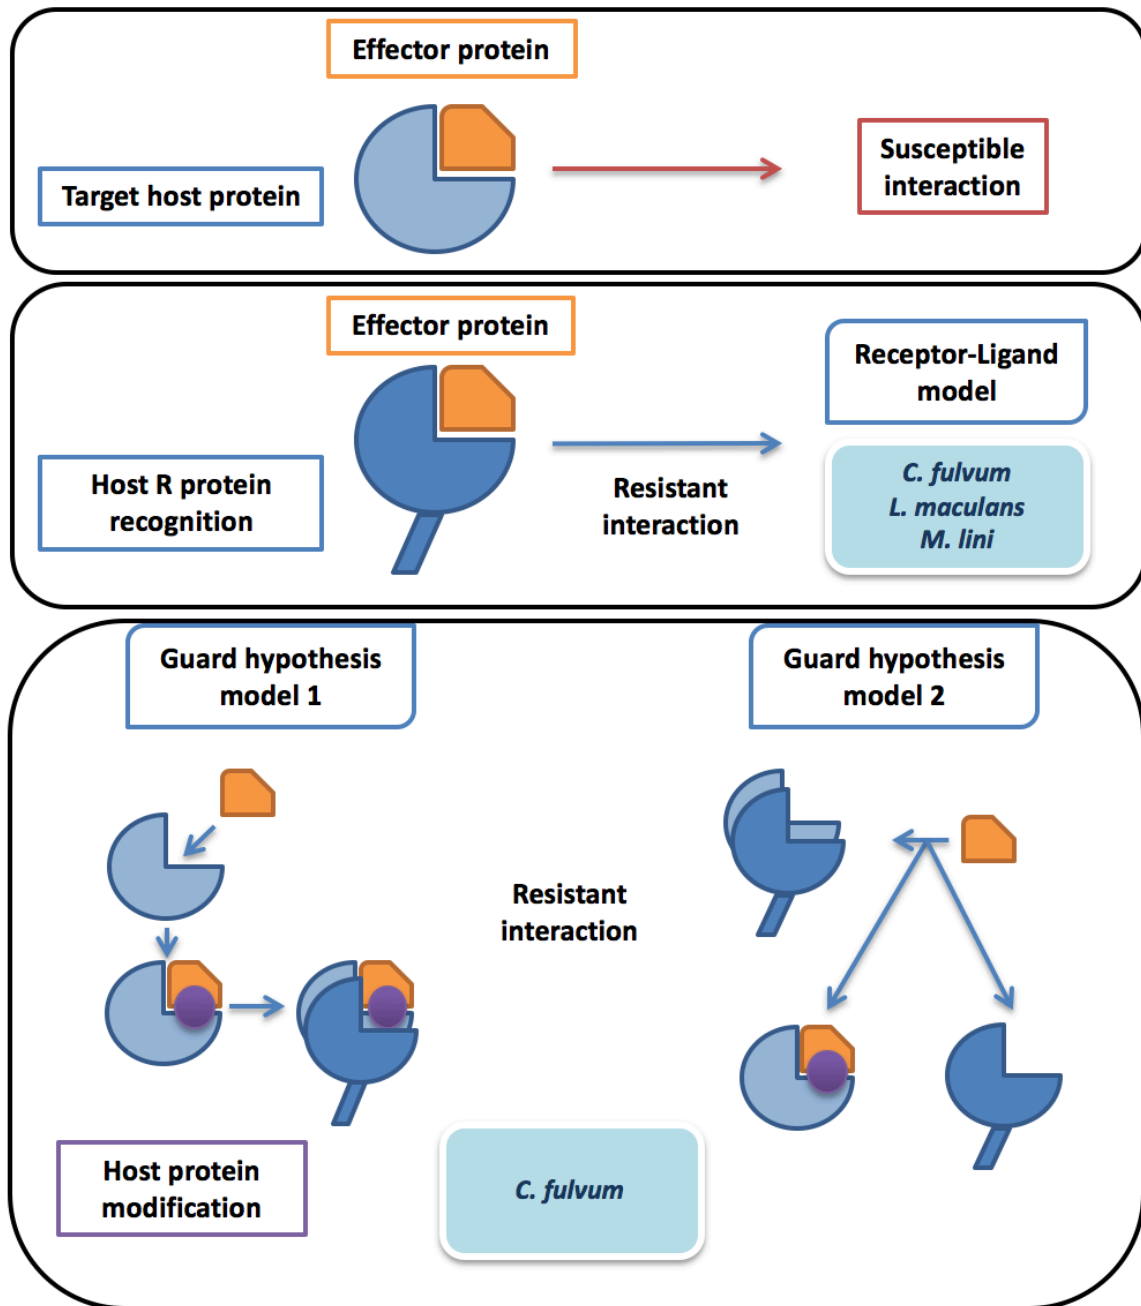 Effector protein
Target host protein
Susceptible
interaction
Effector protein
Host R protein
recognition
Resistant
interaction
Receptor-Ligand
model
C. fulvum
L. maculans
M. lini
Guard hypothesis
model 1
Guard hypothesis
model 2
Resistant
interaction
Host protein
modification
C. fulvum